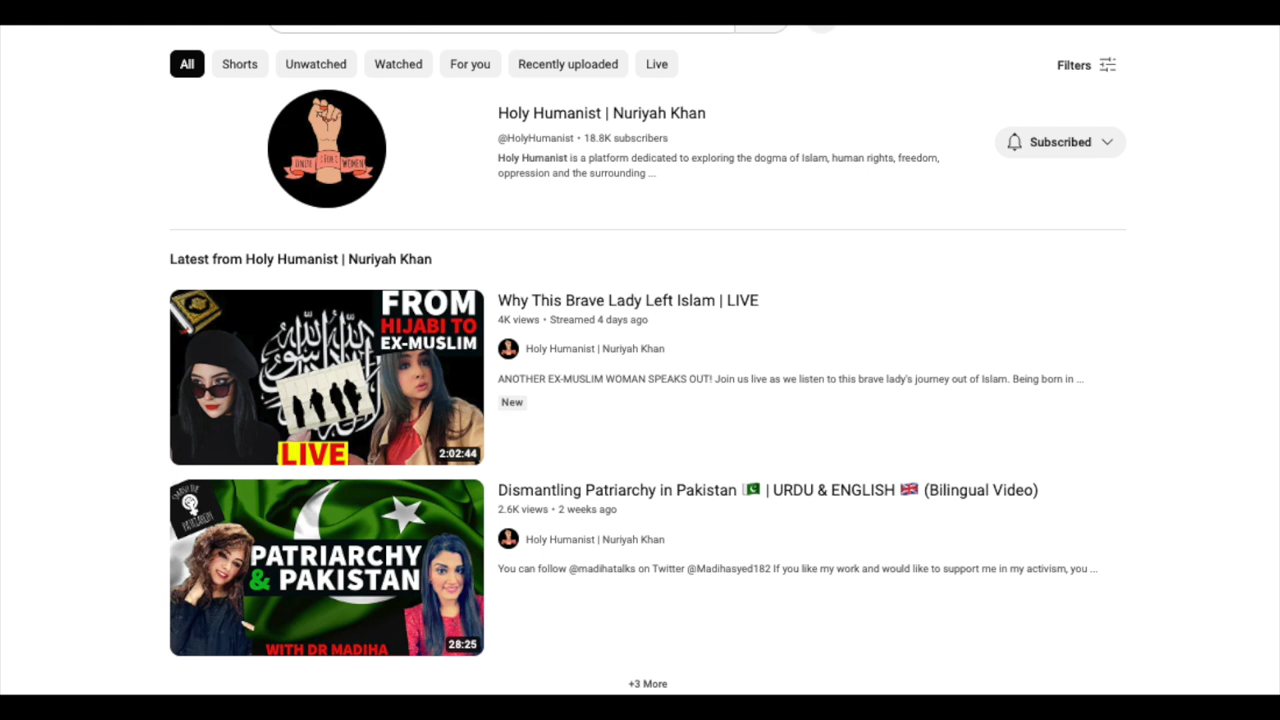 All
Shorts
Unwatched
Watched
For you
Recently uploaded
Live
Filters
Holy Humanist | Nuriyah Khan
@HolyHumanist • 18.8K subscribers
Holy Humanist is a platform dedicated to exploring the dogma of Islam, human rights, freedom,
oppression and the surrounding ...
Subscribed
UNITE FOR WOMEN
Latest from Holy Humanist | Nuriyah Khan
FROM
HIJABI TO
EX-MUSLIM
LIVE
2:02:44
Why This Brave Lady Left Islam | LIVE
4K views • Streamed 4 days ago
Holy Humanist | Nuriyah Khan
ANOTHER EX-MUSLIM WOMAN SPEAKS OUT! Join us live as we listen to this brave lady's journey out of Islam. Being born in ...
New
SMASH THE
PATRIARCHY
PATRIARCHY
& PAKISTAN
WITH DR MADIHA
28:25
Dismantling Patriarchy in Pakistan 🇵🇰 | URDU & ENGLISH 🇬🇧 (Bilingual Video)
2.6K views • 2 weeks ago
Holy Humanist | Nuriyah Khan
You can follow @madihatalks on Twitter @Madihasyed182 If you like my work and would like to support me in my activism, you ...
+3 More